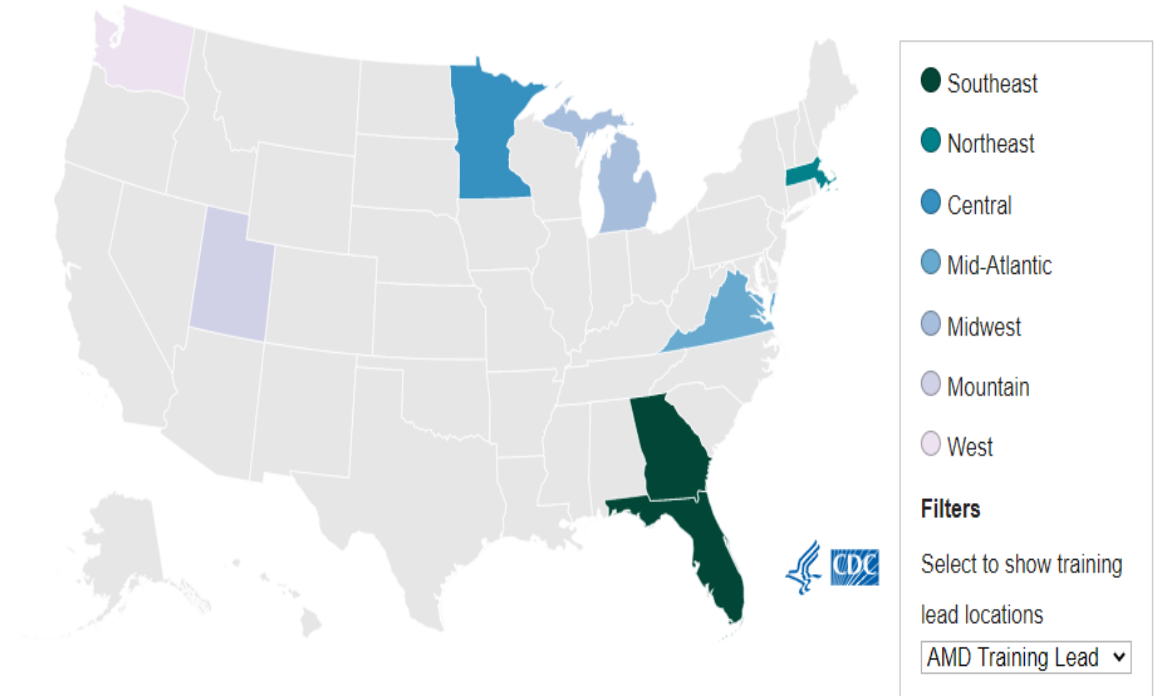 Southeast
Northeast
Central
Mid-Atlantic
Midwest
Mountain
West
Filters
Select to show training
lead locations
AMD Training Lead
CDC